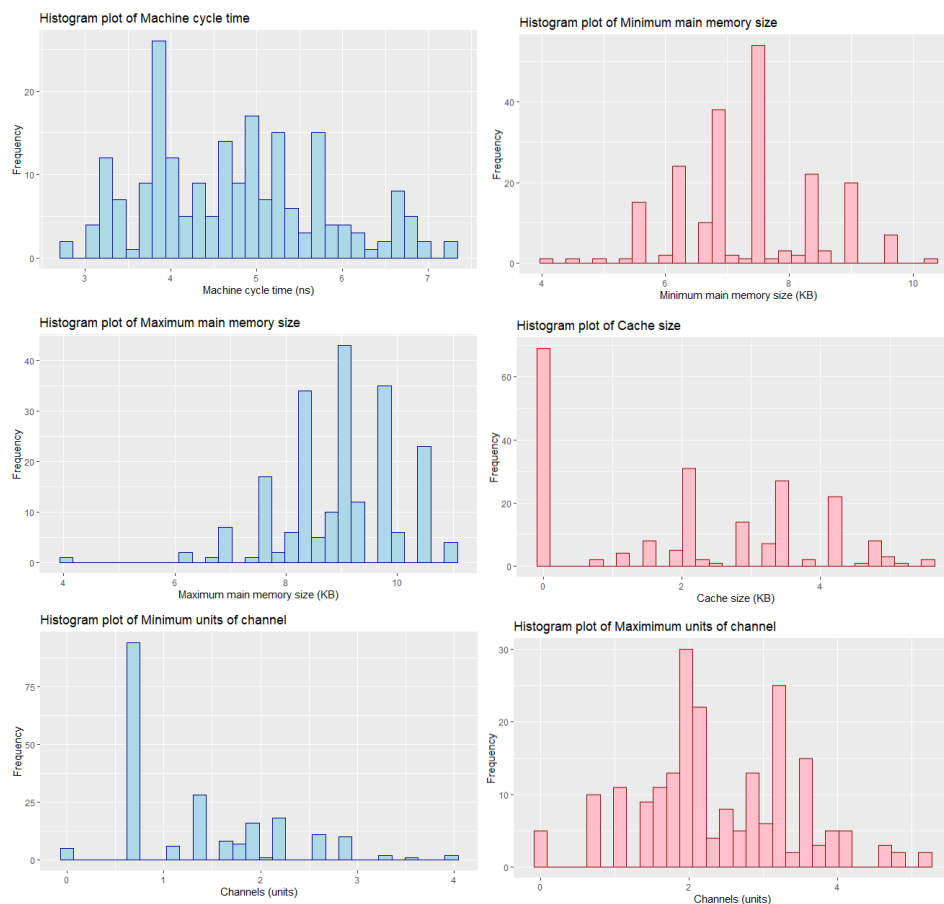 Histogram plot of Machine cycle time
Frequency
20
10
0
3
4
5
6
7
Machine cycle time (ns)
Histogram plot of Minimum main memory size
Frequency
40
20
0
4
6
8
10
Minimum main memory size (KB)
Histogram plot of Maximum main memory size
Frequency
40
30
20
10
0
4
6
8
10
Maximum main memory size (KB)
Histogram plot of Cache size
Frequency
60
40
20
0
0
2
4
Cache size (KB)
Histogram plot of Minimum units of channel
Frequency
75
50
25
0
0
1
2
3
4
Channels (units)
Histogram plot of Maximimum units of channel
Frequency
30
20
10
0
0
2
4
Channels (units)